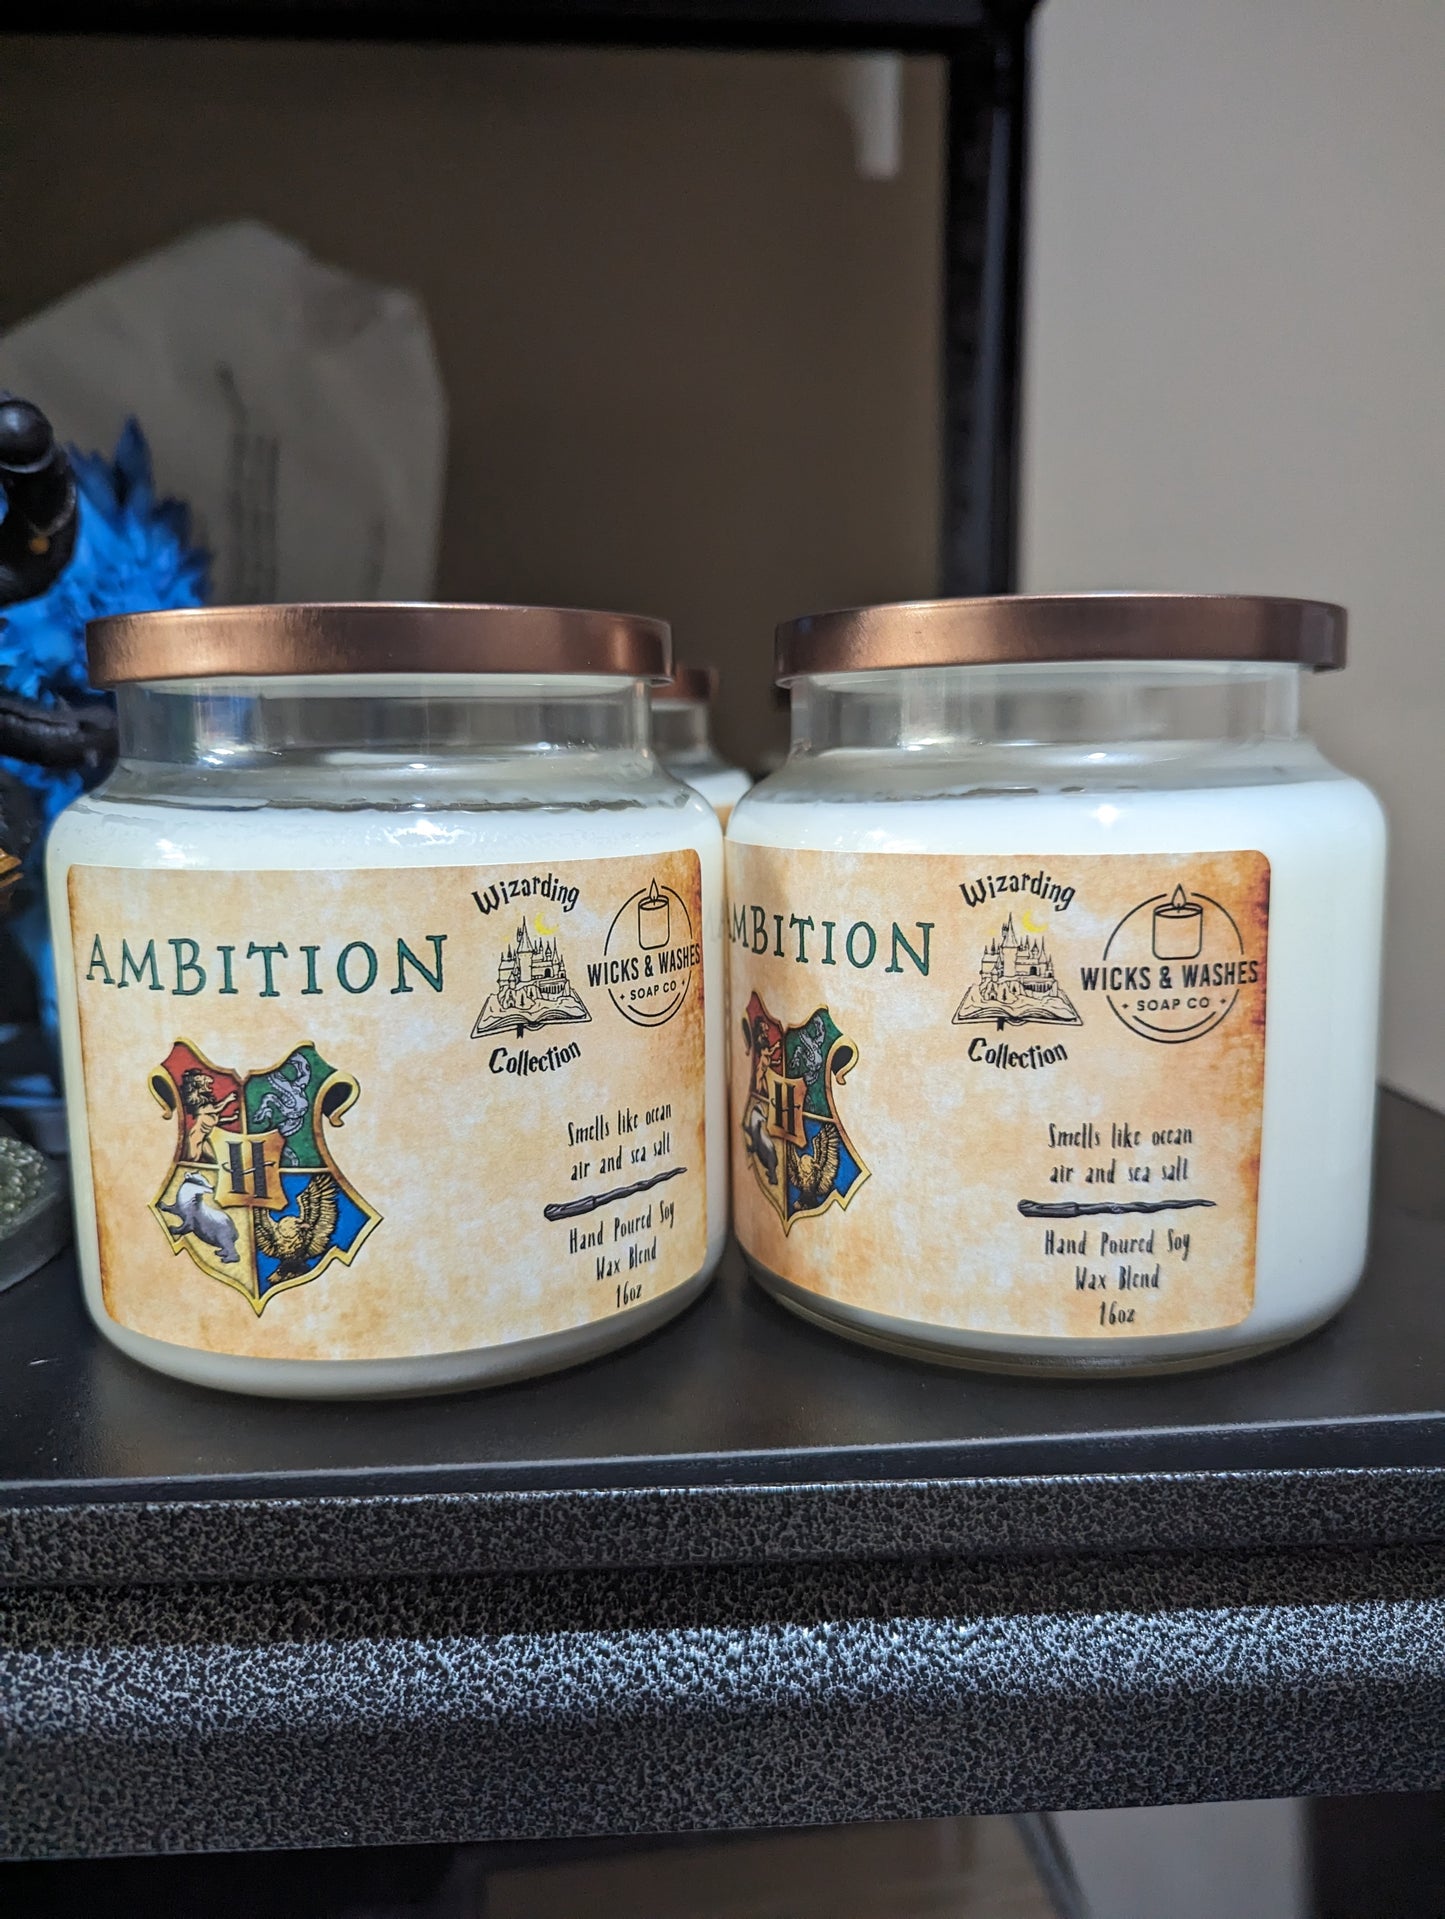 AMBITION
Wizarding
Collection
WICKS & WASHES
SOAP CO
H
Smells like ocean
air and sea salt
Hand Poured Soy
Wax Blend
16oz
AMBITION
Wizarding
Collection
WICKS & WASHES
SOAP CO
H
Smells like ocean
air and sea salt
Hand Poured Soy
Wax Blend
16oz